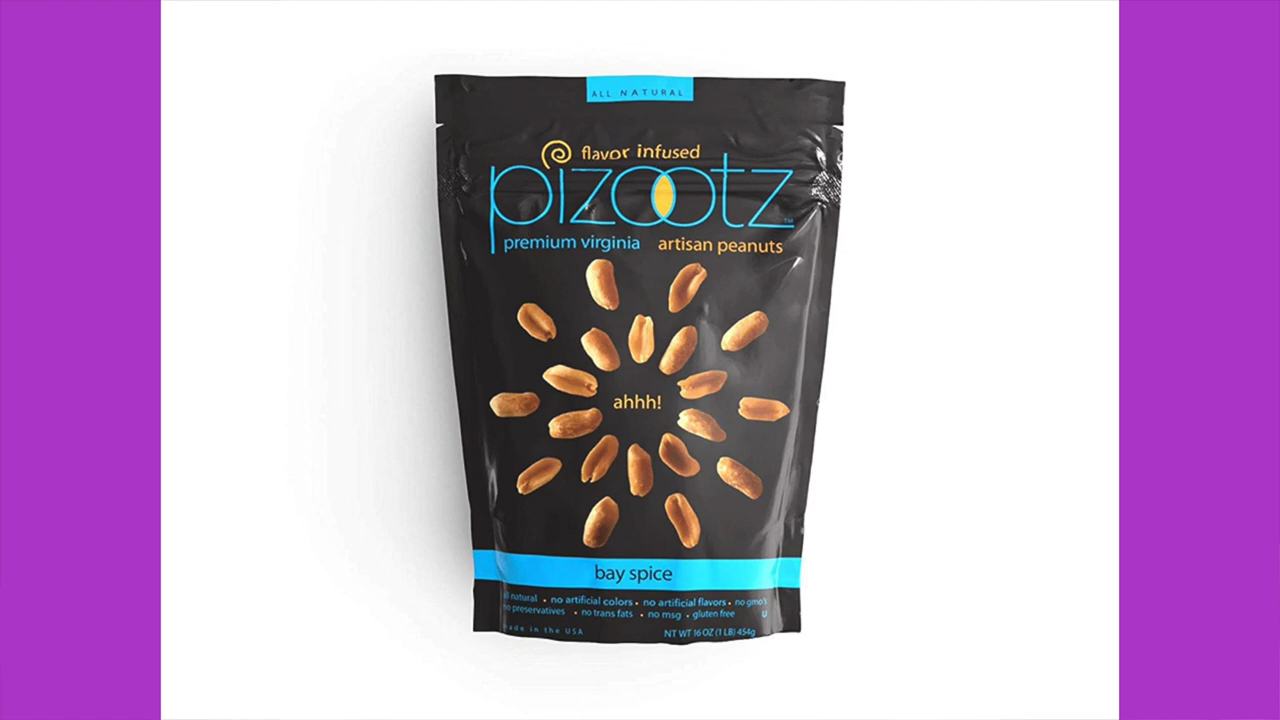 ALL NATURAL
flavor infused
pizootz™
premium virginia artisan peanuts
ahhh!
bay spice
all natural • no artificial colors • no artificial flavors • no gmo's
no preservatives • no trans fats • no msg • gluten free U
made in the USA NT WT 16 OZ (1 LB) 454g